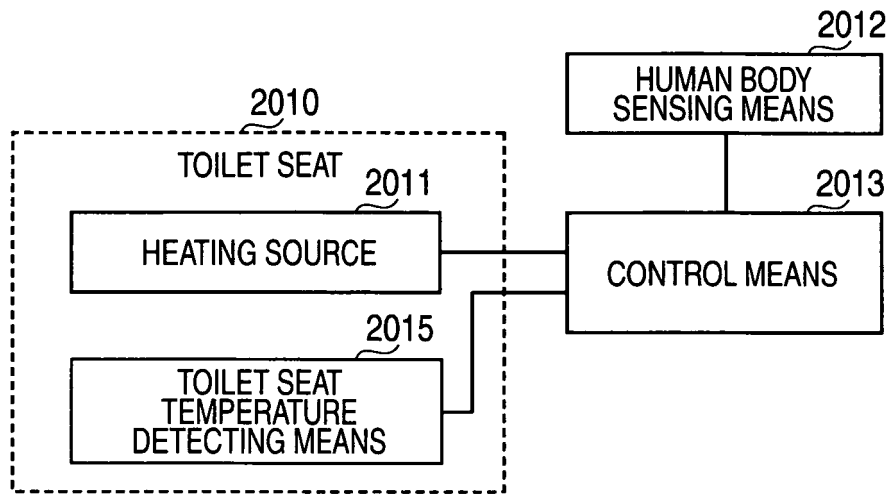 2012
HUMAN BODY
SENSING MEANS
2010
TOILET SEAT
2011
HEATING SOURCE
2013
CONTROL MEANS
2015
TOILET SEAT
TEMPERATURE
DETECTING MEANS